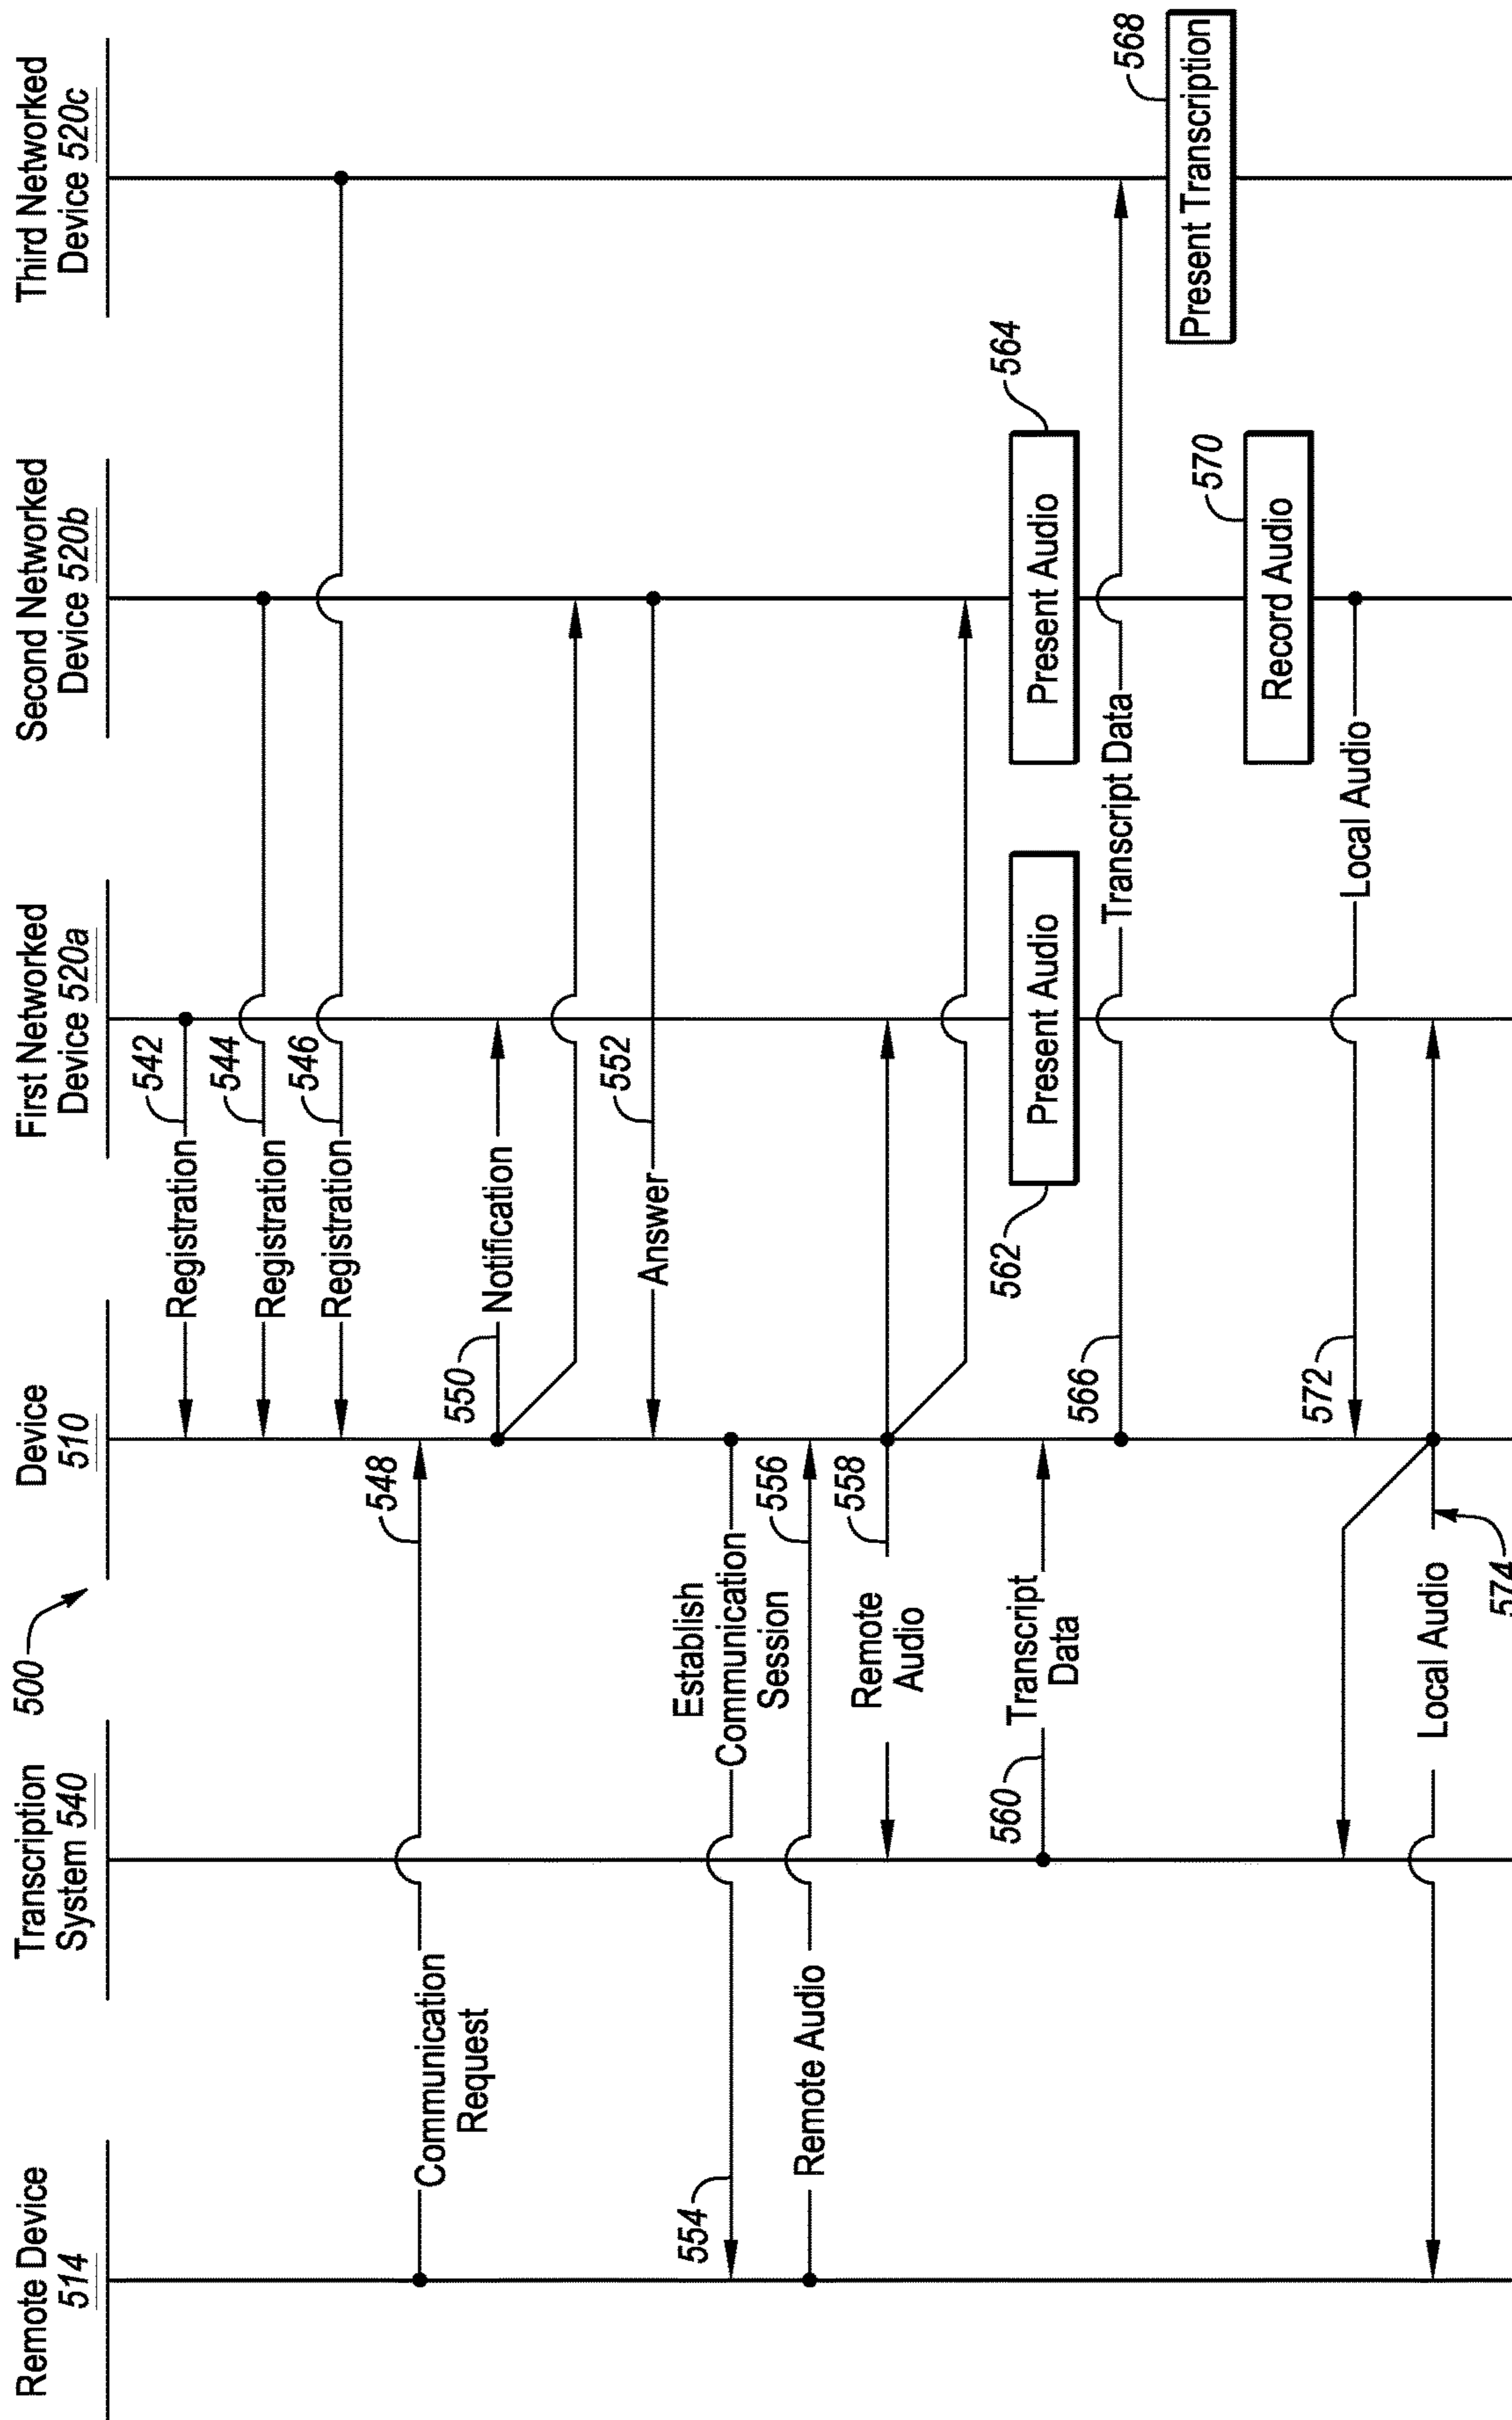 500
Remote Device
514
Transcription
System 540
Device
510
First Networked
Device 520a
Second Networked
Device 520b
Third Networked
Device 520c
Registration
542
Registration
544
Registration
546
Communication
Request
548
550
Notification
Answer
552
554
Establish
Communication
Session
Remote Audio
556
Remote
Audio
558
560
Transcript
Data
562
Present Audio
Present Audio
564
566
Transcript Data
Present Transcription
568
Record Audio
570
572
Local Audio
Local Audio
574